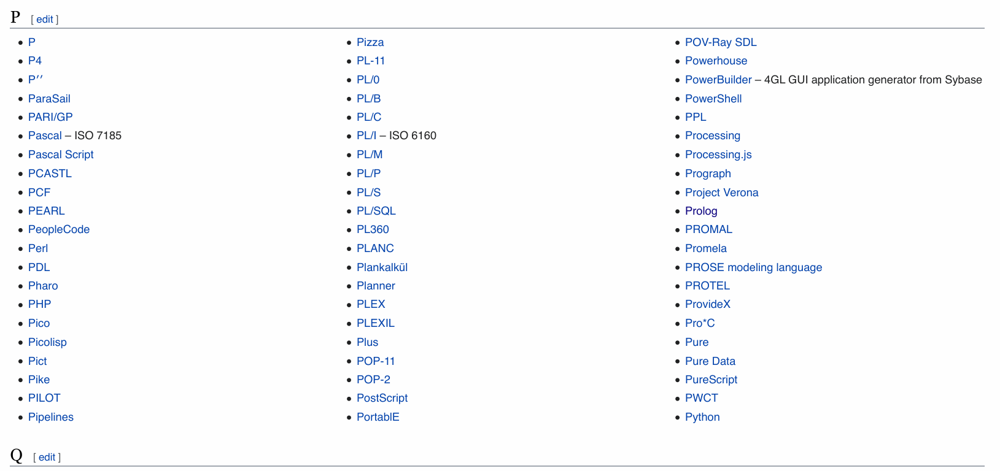 P [ edit ]
P
P4
P′′
ParaSail
PARI/GP
Pascal – ISO 7185
Pascal Script
PCASTL
PCF
PEARL
PeopleCode
Perl
PDL
Pharo
PHP
Pico
Picolisp
Pict
Pike
PILOT
Pipelines
Pizza
PL-11
PL/0
PL/B
PL/C
PL/I – ISO 6160
PL/M
PL/P
PL/S
PL/SQL
PL360
PLANC
Plankalkül
Planner
PLEX
PLEXIL
Plus
POP-11
POP-2
PostScript
PortablE
POV-Ray SDL
Powerhouse
PowerBuilder – 4GL GUI application generator from Sybase
PowerShell
PPL
Processing
Processing.js
Prograph
Project Verona
Prolog
PROMAL
Promela
PROSE modeling language
PROTEL
ProvideX
Pro*C
Pure
Pure Data
PureScript
PWCT
Python
Q [ edit ]